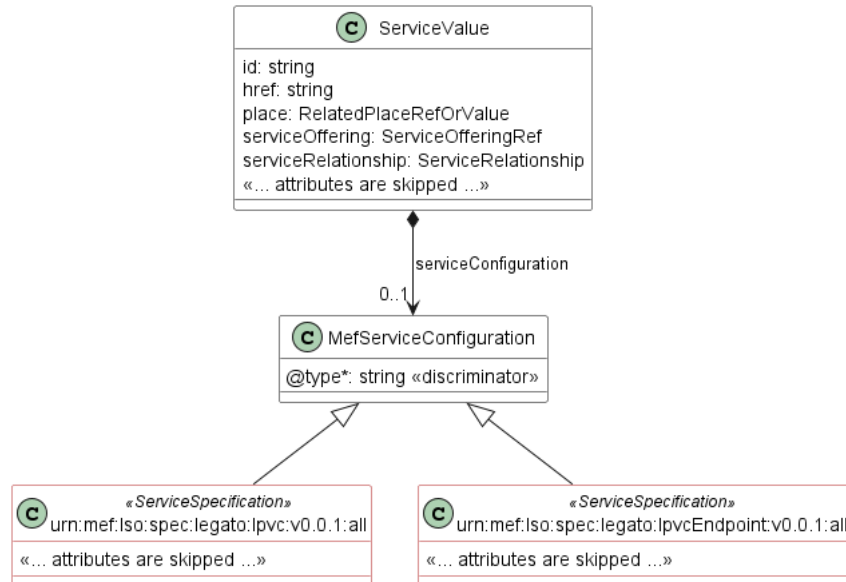 C ServiceValue
id: string
href: string
place: RelatedPlaceRefOrValue
serviceOffering: ServiceOfferingRef
serviceRelationship: ServiceRelationship
«... attributes are skipped ...»
serviceConfiguration
0..1
C MefServiceConfiguration
@type*: string «discriminator»
«ServiceSpecification»
C urn:mef:lso:spec:legato:Ipvc:v0.0.1:all
«... attributes are skipped ...»
«ServiceSpecification»
C urn:mef:lso:spec:legato:IpvcEndpoint:v0.0.1:all
«... attributes are skipped ...»